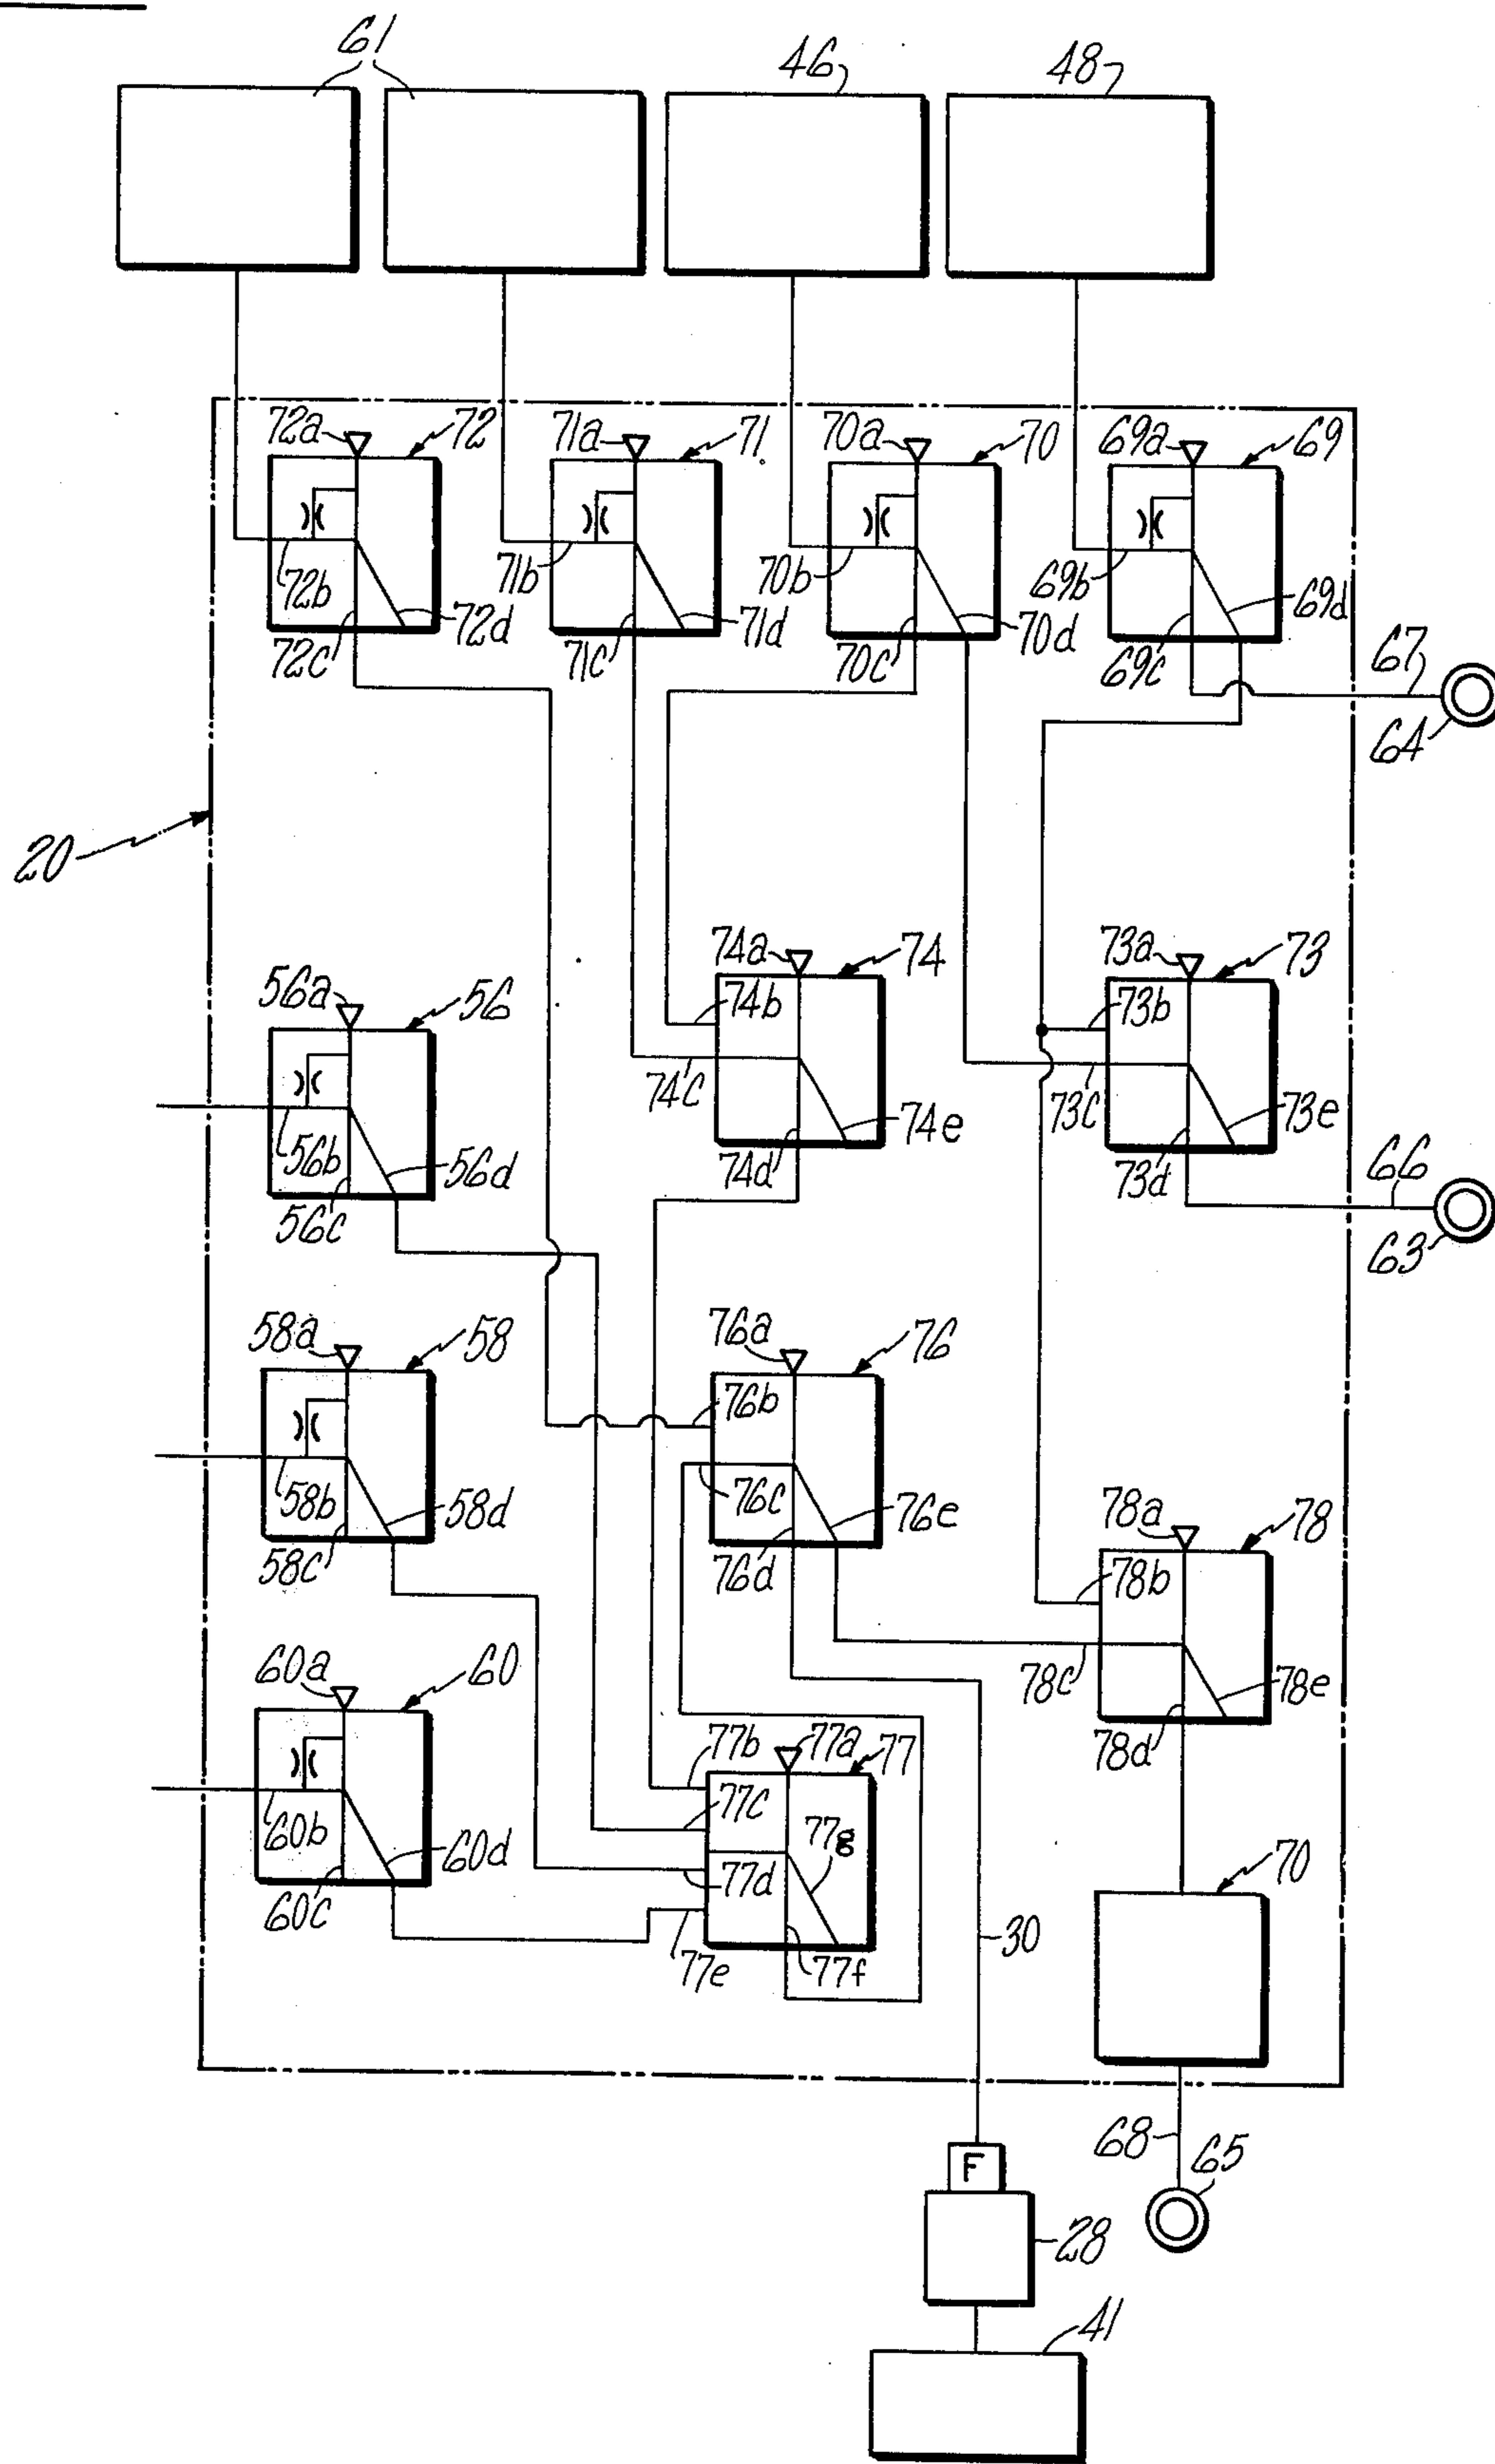 61 46 48
72a 72 71a 71 70a 70 69a 69
72b 71b 70b 69b
72d 71d 70d 69d
72c 71c 70c 69c
67
64
20
74a 74 73a 73
56a 56 74b 73b
74c 73c
56b 56d 74e 73e
56c 74d 73d
66
63
58a 58 76a 76
76b
58b 58d 76c 76e
58c 76d
78a 78
78b
60a 60 78c 78e
77b 77a 77 78d
77c
60b 60d 77g
77d
60c 70
77e 77f
30
68 65
F
28
41